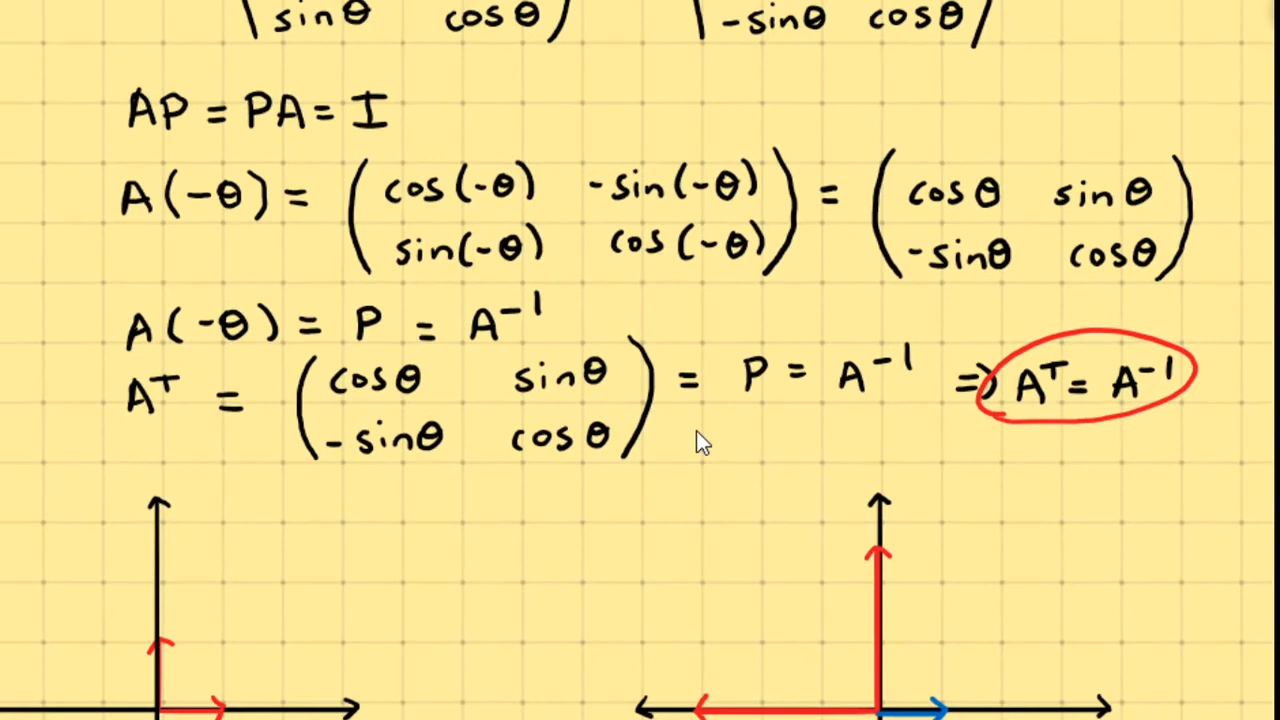 sinθ cosθ) (-sinθ cosθ)
AP = PA = I
A(-θ) = (cos(-θ) -sin(-θ)) = (cosθ sinθ)
(sin(-θ) cos(-θ)) (-sinθ cosθ)
A(-θ) = P = A⁻¹
Aᵀ = (cosθ sinθ) = P = A⁻¹ ⇒ Aᵀ = A⁻¹
(-sinθ cosθ)